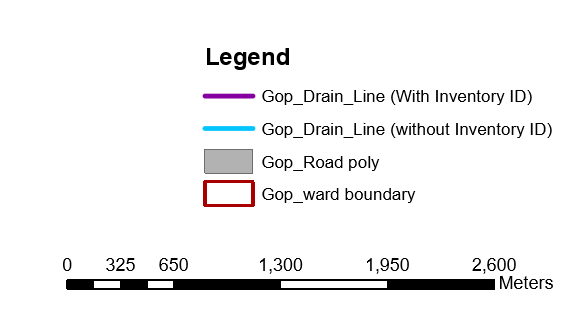 Legend
Gop_Drain_Line (With Inventory ID)
Gop_Drain_Line (without Inventory ID)
Gop_Road poly
Gop_ward boundary
0 325 650 1,300 1,950 2,600
Meters